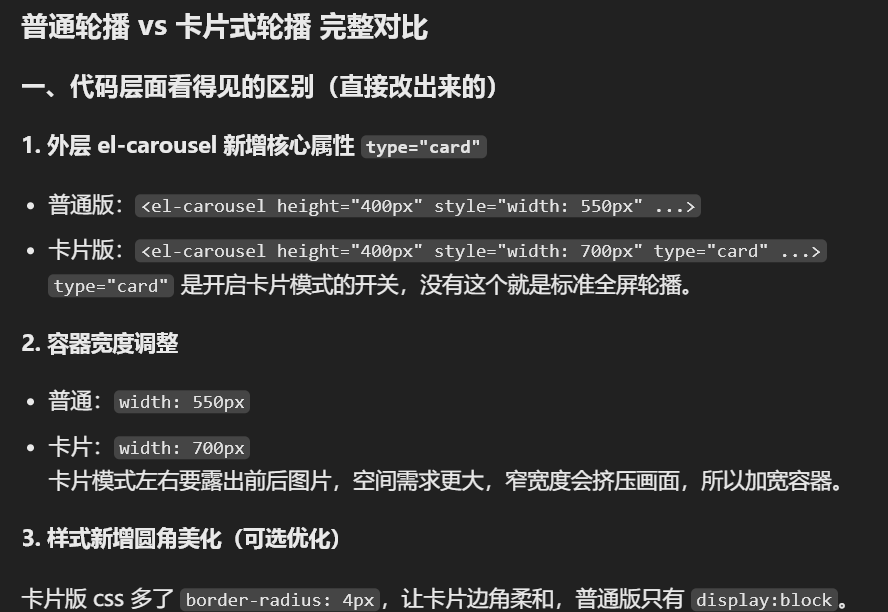 普通轮播 vs 卡片式轮播 完整对比
一、代码层面看得见的区别（直接改出来的）
1. 外层 el-carousel 新增核心属性 type="card"
• 普通版：<el-carousel height="400px" style="width: 550px" ...>
• 卡片版：<el-carousel height="400px" style="width: 700px" type="card" ...>
type="card" 是开启卡片模式的开关，没有这个就是标准全屏轮播。
2. 容器宽度调整
• 普通：width: 550px
• 卡片：width: 700px
卡片模式左右要露出前后图片，空间需求更大，窄宽度会挤压画面，所以加宽容器。
3. 样式新增圆角美化（可选优化）
卡片版 css 多了 border-radius: 4px，让卡片边角柔和，普通版只有 display:block。